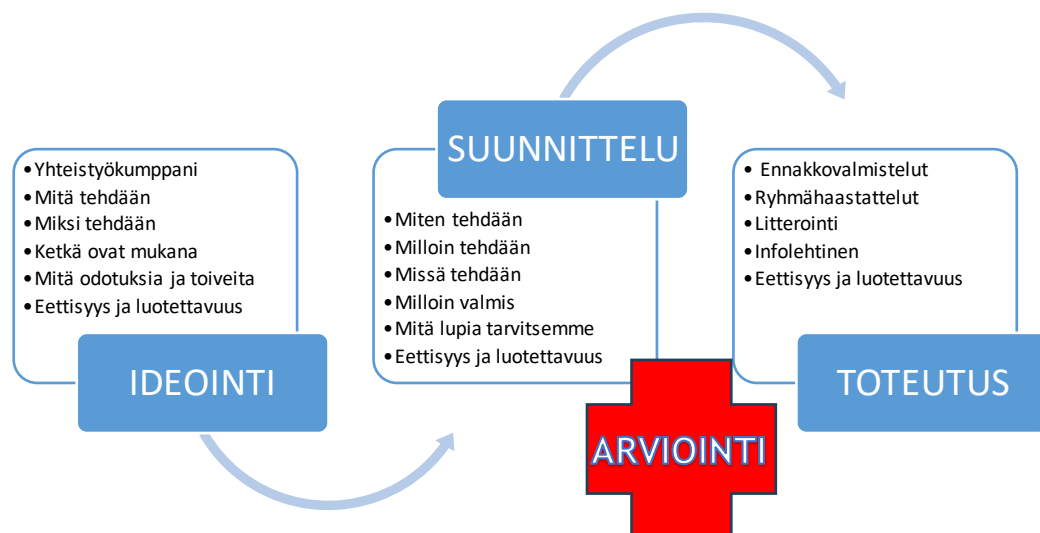 •Yhteistyökumppani
•Mitä tehdään
•Miksi tehdään
•Ketkä ovat mukana
•Mitä odotuksia ja toiveita
•Eettisyys ja luotettavuus
IDEOINTI
SUUNNITTELU
•Miten tehdään
•Milloin tehdään
•Missä tehdään
•Milloin valmis
•Mitä lupia tarvitsemme
•Eettisyys ja luotettavuus
• Ennakkovalmistelut
•Ryhmähaastattelut
•Litterointi
•Infolehtinen
•Eettisyys ja luotettavuus
TOTEUTUS
ARVIOINTI